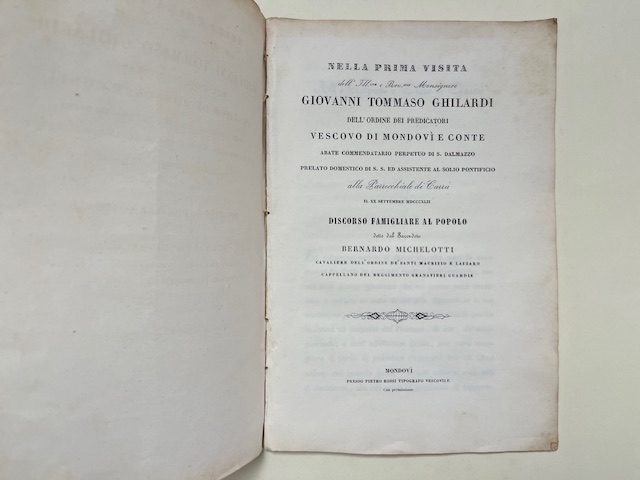 NELLA PRIMA VISITA
dell' Ill.mo e Rev.mo Monsignore
GIOVANNI TOMMASO GHILARDI
DELL'ORDINE DEI PREDICATORI
VESCOVO DI MONDOVÌ E CONTE
ABATE COMMENDATARIO PERPETUO DI S. DALMAZZO
PRELATO DOMESTICO DI S. S. ED ASSISTENTE AL SOLIO PONTIFICIO
alla Parrocchiale di Carrù
IL XX SETTEMBRE MDCCCXLII
DISCORSO FAMIGLIARE AL POPOLO
detto dal Sacerdote
BERNARDO MICHELOTTI
CAVALIERE DELL'ORDINE DE' SANTI MAURIZIO E LAZZARO
CAPPELLANO DEL REGGIMENTO GRANATIERI GUARDIE
MONDOVÌ
PRESSO PIETRO ROSSI TIPOGRAFO VESCOVILE.
Con permissione.